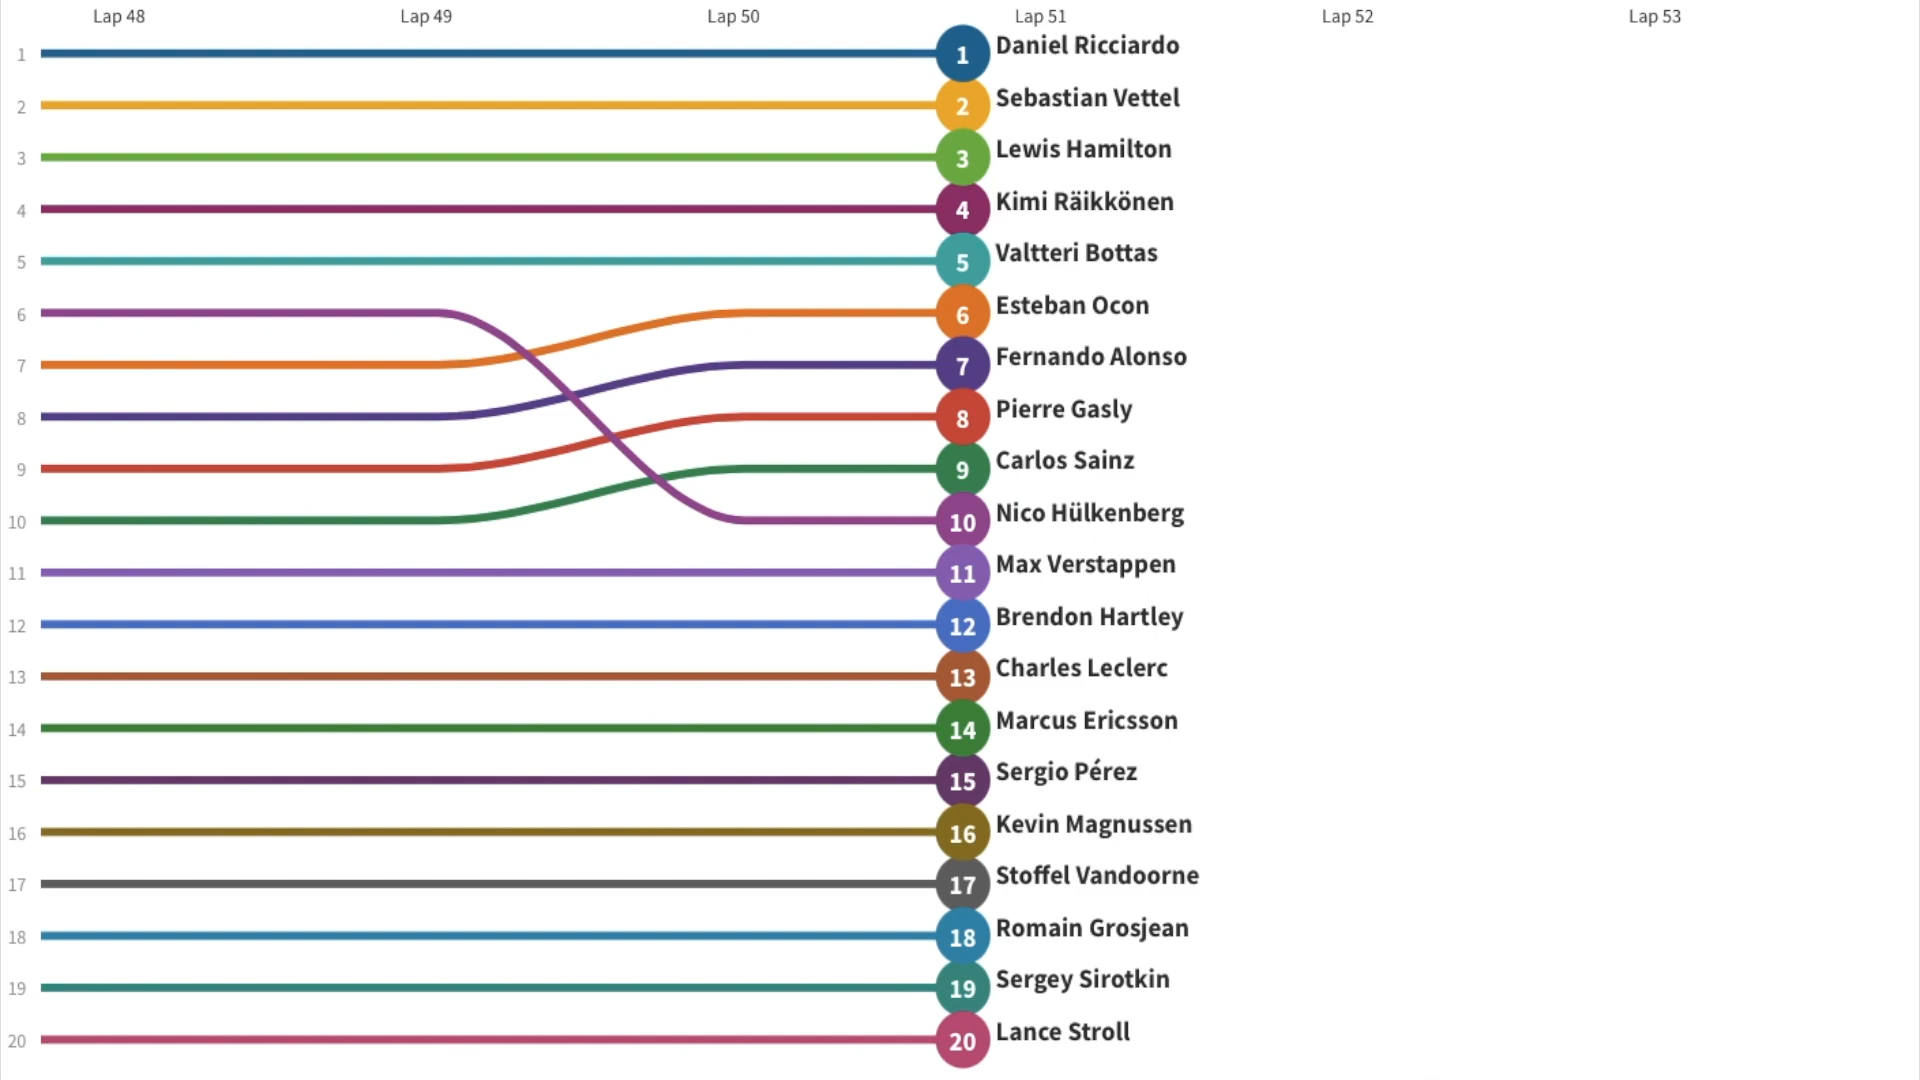 Lap 48 Lap 49 Lap 50 Lap 51 Lap 52 Lap 53
1 1 Daniel Ricciardo
2 2 Sebastian Vettel
3 3 Lewis Hamilton
4 4 Kimi Räikkönen
5 5 Valtteri Bottas
6 6 Esteban Ocon
7 7 Fernando Alonso
8 8 Pierre Gasly
9 9 Carlos Sainz
10 10 Nico Hülkenberg
11 11 Max Verstappen
12 12 Brendon Hartley
13 13 Charles Leclerc
14 14 Marcus Ericsson
15 15 Sergio Pérez
16 16 Kevin Magnussen
17 17 Stoffel Vandoorne
18 18 Romain Grosjean
19 19 Sergey Sirotkin
20 20 Lance Stroll